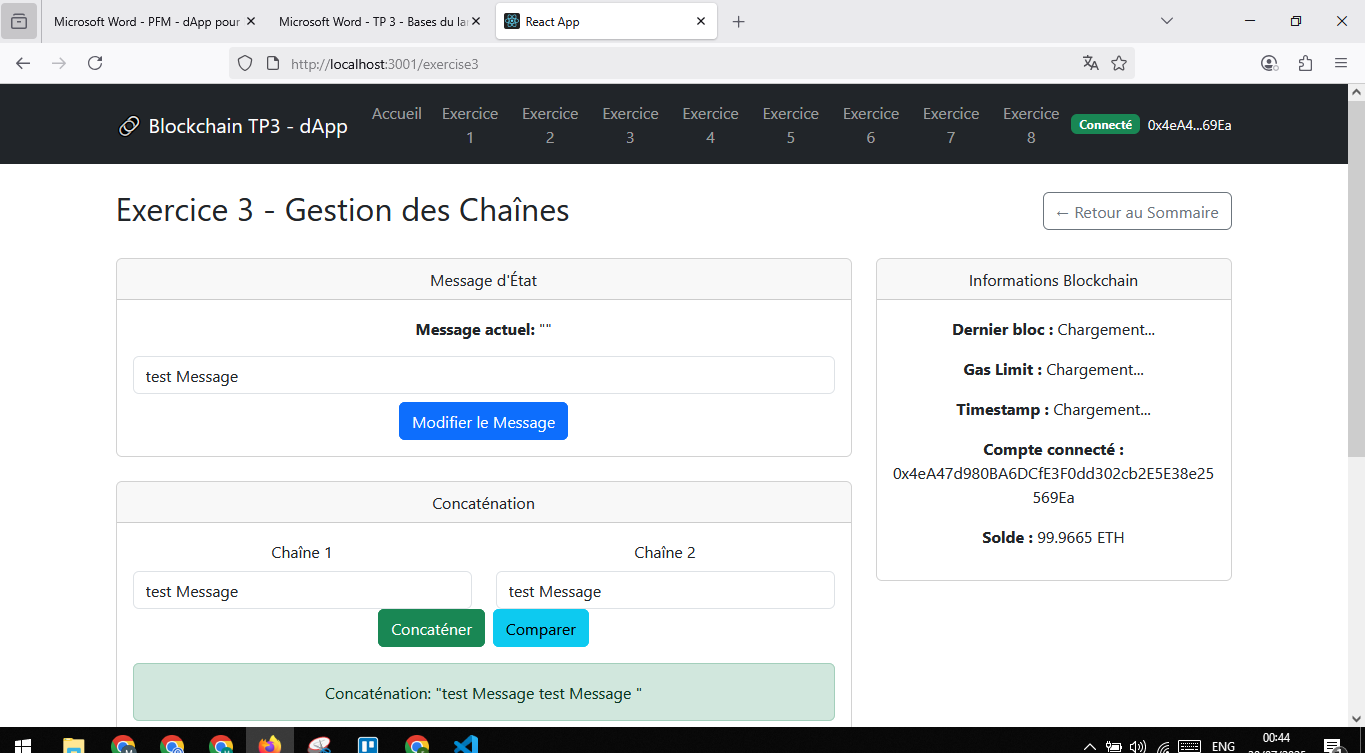 Microsoft Word - PFM - dApp pour
Microsoft Word - TP 3 - Bases du la
React App
http://localhost:3001/exercise3
Blockchain TP3 - dApp
Accueil
Exercice 1
Exercice 2
Exercice 3
Exercice 4
Exercice 5
Exercice 6
Exercice 7
Exercice 8
Connecté
0x4eA4...69Ea
Exercice 3 - Gestion des Chaînes
← Retour au Sommaire
Message d'État
Message actuel: ""
test Message
Modifier le Message
Informations Blockchain
Dernier bloc : Chargement...
Gas Limit : Chargement...
Timestamp : Chargement...
Compte connecté :
0x4eA47d980BA6DCfE3F0dd302cb2E5E38e25
569Ea
Solde : 99.9665 ETH
Concaténation
Chaîne 1
Chaîne 2
test Message
test Message
Concaténer
Comparer
Concaténation: "test Message test Message "
ENG
00:44